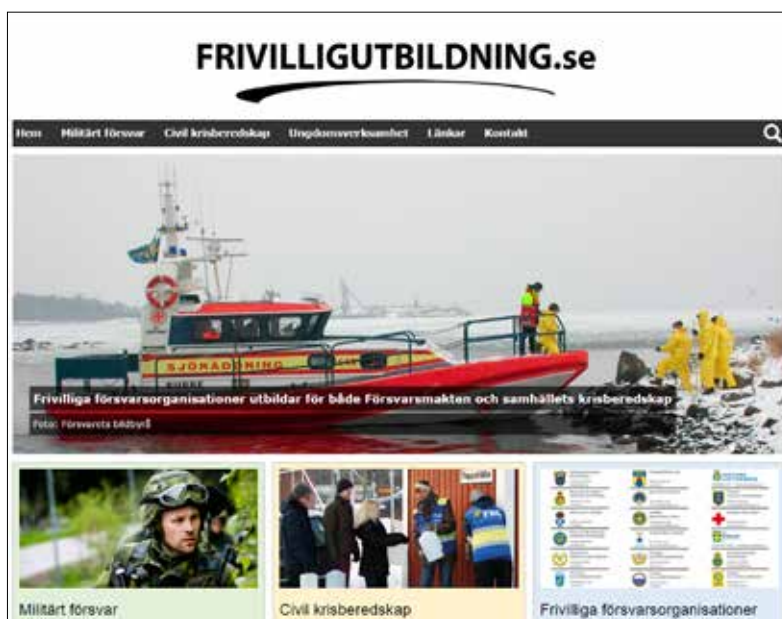 FRIVILLIGUTBILDNING.se
Hem Militärt försvar Civil krisberedskap Ungdomsverksamhet Länkar Kontakt
SJÖRÄDDNING
Frivilliga försvarsorganisationer utbildar för både Försvarsmakten och samhällets krisberedskap
Foto: Försvarets bildbyrå
Militärt försvar
Civil krisberedskap
Frivilliga försvarsorganisationer